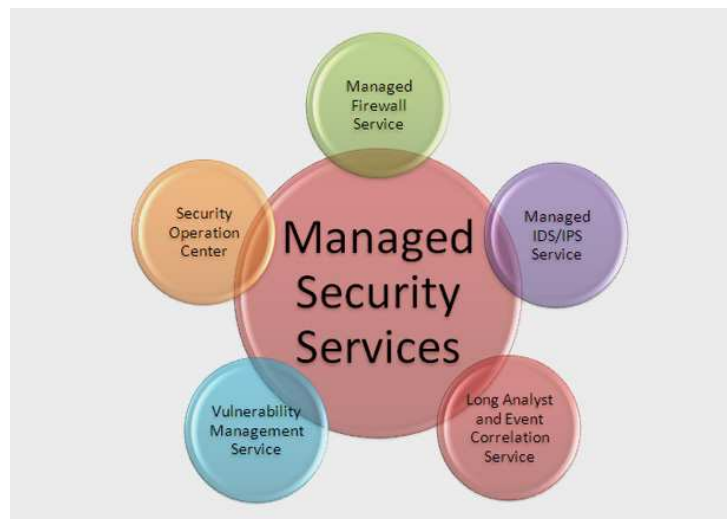 Managed
Firewall
Service
Security
Operation
Center
Managed
Security
Services
Managed
IDS/IPS
Service
Vulnerability
Management
Service
Long Analyst
and Event
Correlation
Service